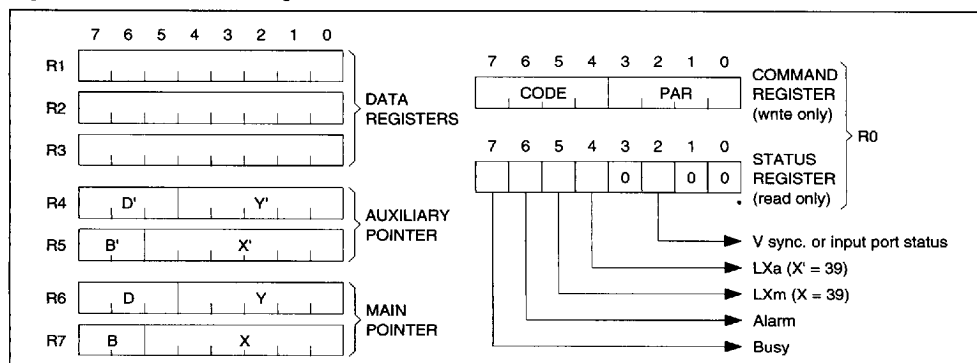 7 6 5 4 3 2 1 0
R1
R2
R3
DATA
REGISTERS
R4 D' Y'
R5 B' X'
AUXILIARY
POINTER
R6 D Y
R7 B X
MAIN
POINTER
7 6 5 4 3 2 1 0
CODE PAR
COMMAND
REGISTER
(wnte only)
R0
7 6 5 4 3 2 1 0
0 0 0
STATUS
REGISTER
(read only)
V sync. or input port status
LXa (X' = 39)
LXm (X = 39)
Alarm
Busy